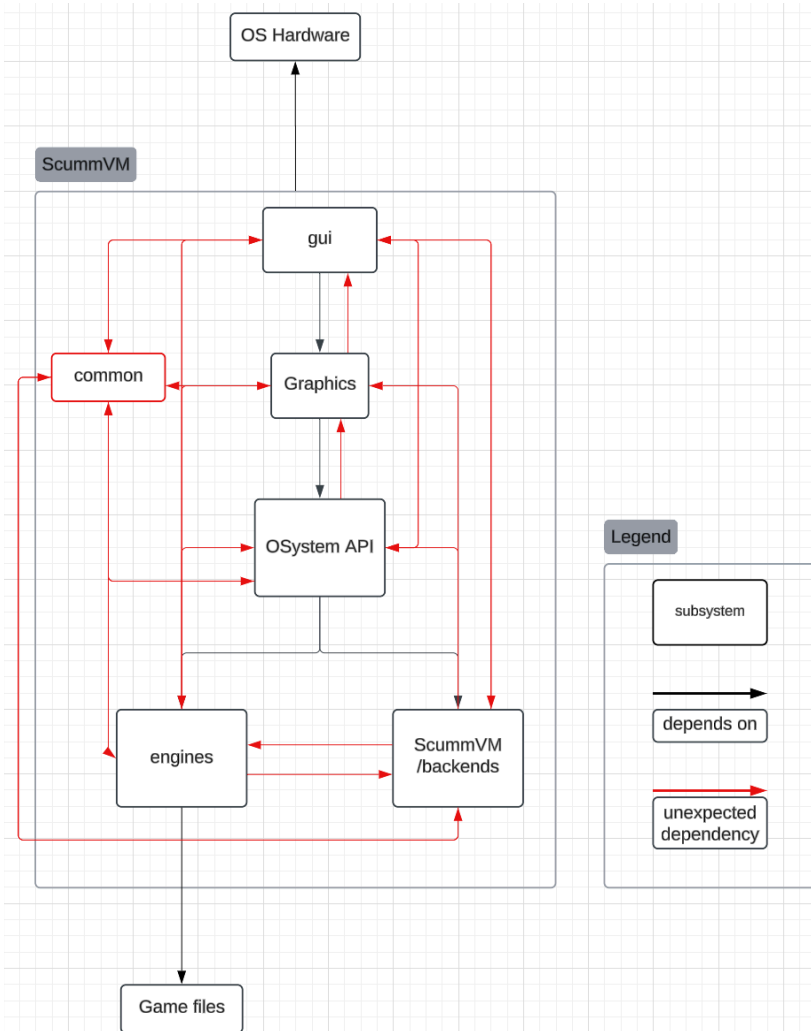 OS Hardware
ScummVM
gui
common
Graphics
OSystem API
Legend
subsystem
depends on
engines
ScummVM
/backends
unexpected
dependency
Game files